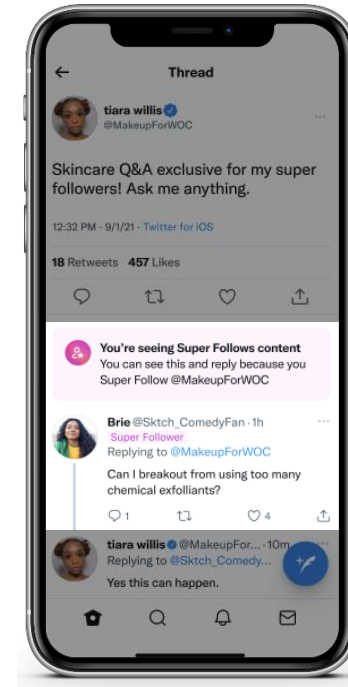 Thread
tiara willis
@MakeupForWOC
Skincare Q&A exclusive for my super
followers! Ask me anything.
12:32 PM · 9/1/21 · Twitter for iOS
18 Retweets 457 Likes
You're seeing Super Follows content
You can see this and reply because you
Super Follow @MakeupForWOC
Brie @Sktch_ComedyFan · 1h
Super Follower
Replying to @MakeupForWOC
Can I breakout from using too many
chemical exfolliants?
1 4
tiara willis @MakeupFor... · 10m
Replying to @Sktch_Comedy...
Yes this can happen.